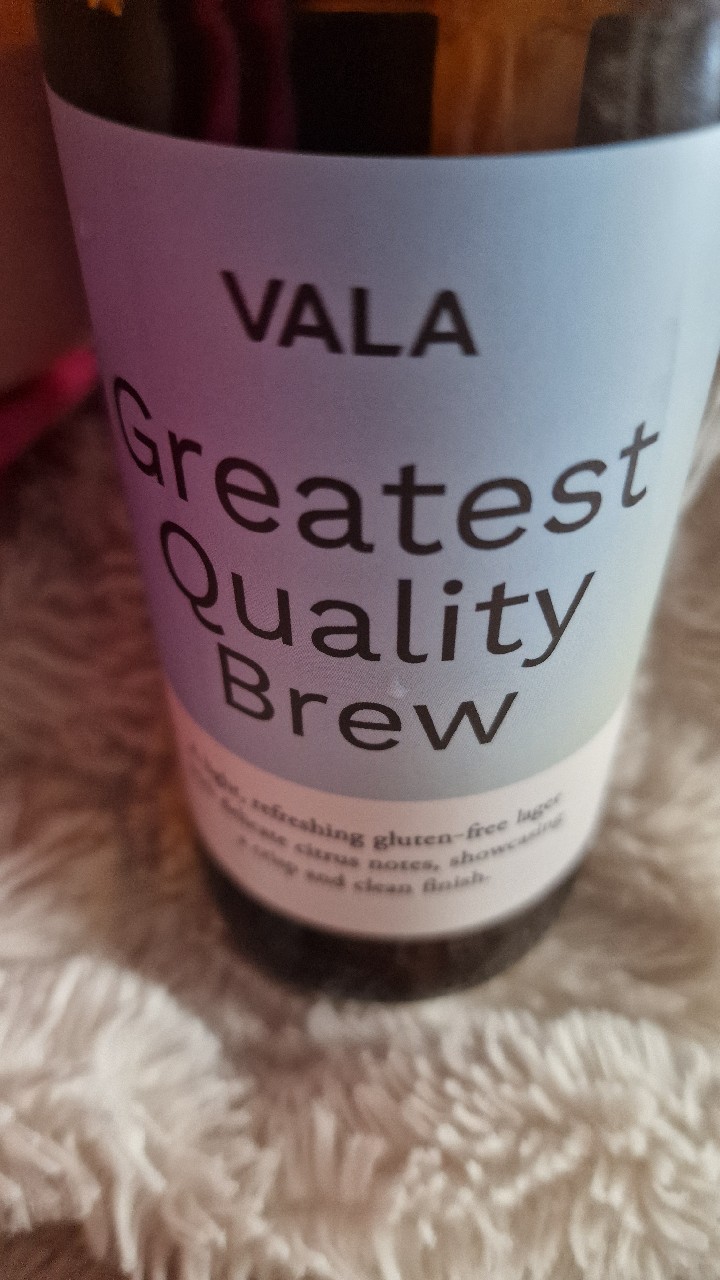 VALA
Greatest
Quality
Brew
A light, refreshing gluten-free lager
delicate citrus notes, showcasing
a crisp and clean finish.